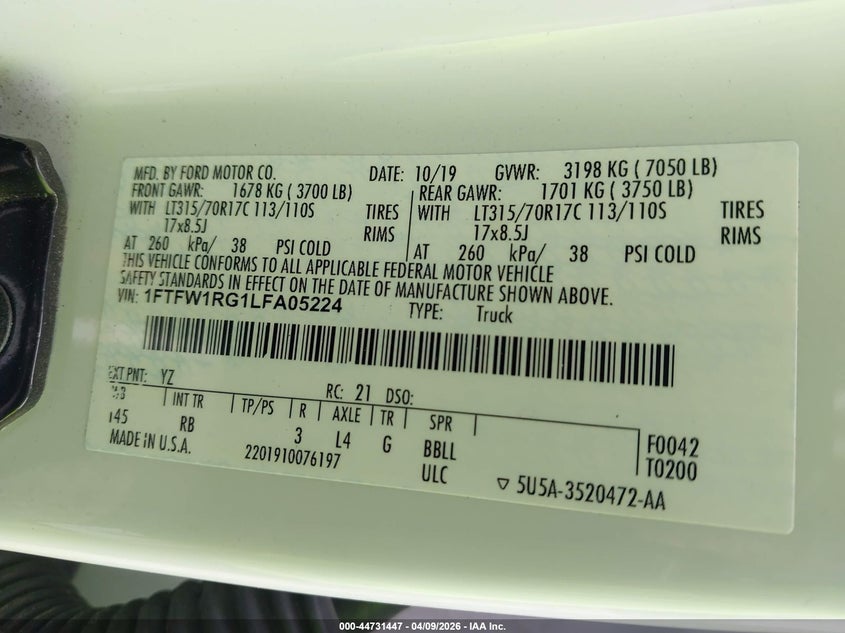 MFD. BY FORD MOTOR CO. DATE: 10/19 GVWR: 3198 KG ( 7050 LB)
FRONT GAWR: 1678 KG ( 3700 LB) REAR GAWR: 1701 KG ( 3750 LB)
WITH LT315/70R17C 113/110S TIRES WITH LT315/70R17C 113/110S TIRES
17x8.5J RIMS 17x8.5J RIMS
AT 260 kPa/ 38 PSI COLD AT 260 kPa/ 38 PSI COLD
THIS VEHICLE CONFORMS TO ALL APPLICABLE FEDERAL MOTOR VEHICLE
SAFETY STANDARDS IN EFFECT ON THE DATE OF MANUFACTURE SHOWN ABOVE.
VIN: 1FTFW1RG1LFA05224 TYPE: Truck
EXT PNT: YZ RC: 21 DSO:
INT TR TP/PS R AXLE TR SPR
145 RB 3 L4 G BBLL F0042
MADE IN U.S.A. 2201910076197 ULC T0200
▽ 5U5A-3520472-AA
000-44731447 - 04/09/2026 - IAA Inc.